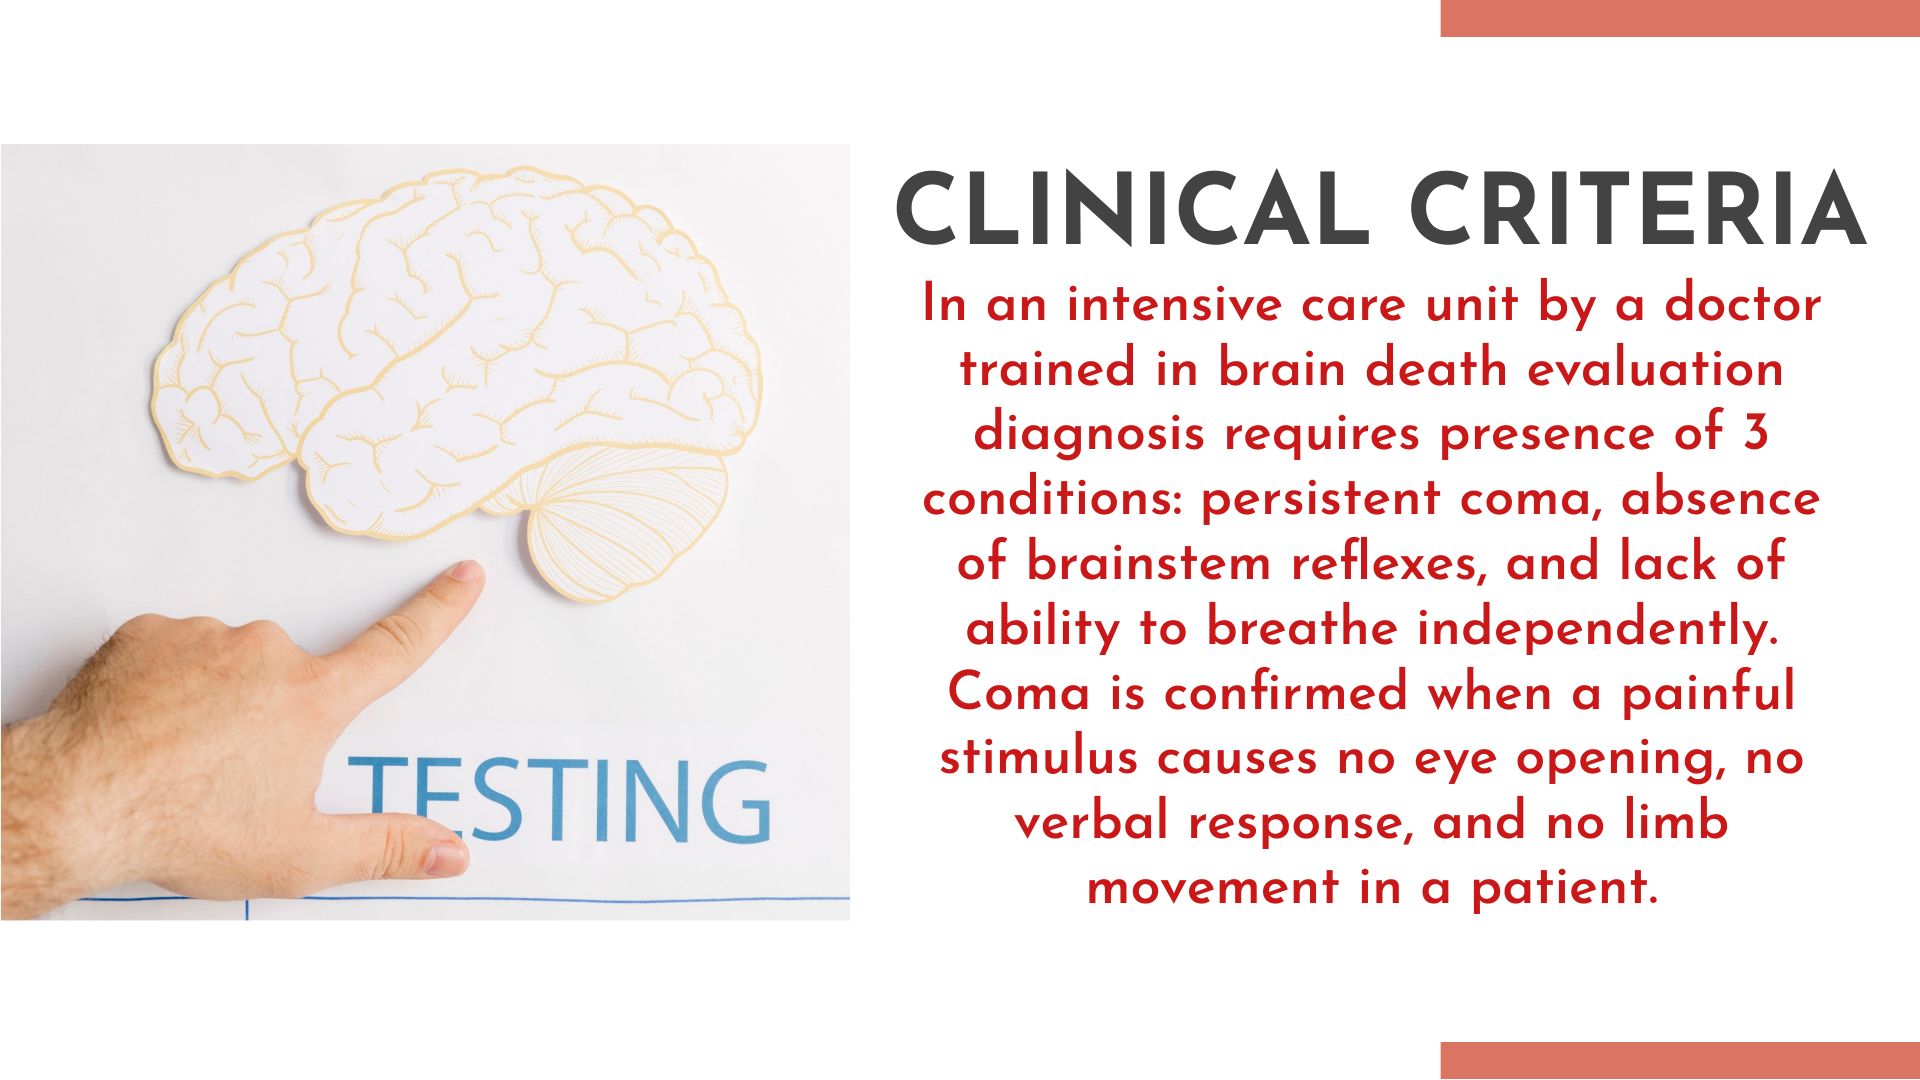 CLINICAL CRITERIA
In an intensive care unit by a doctor
trained in brain death evaluation
diagnosis requires presence of 3
conditions: persistent coma, absence
of brainstem reflexes, and lack of
ability to breathe independently.
Coma is confirmed when a painful
stimulus causes no eye opening, no
verbal response, and no limb
movement in a patient.
TESTING